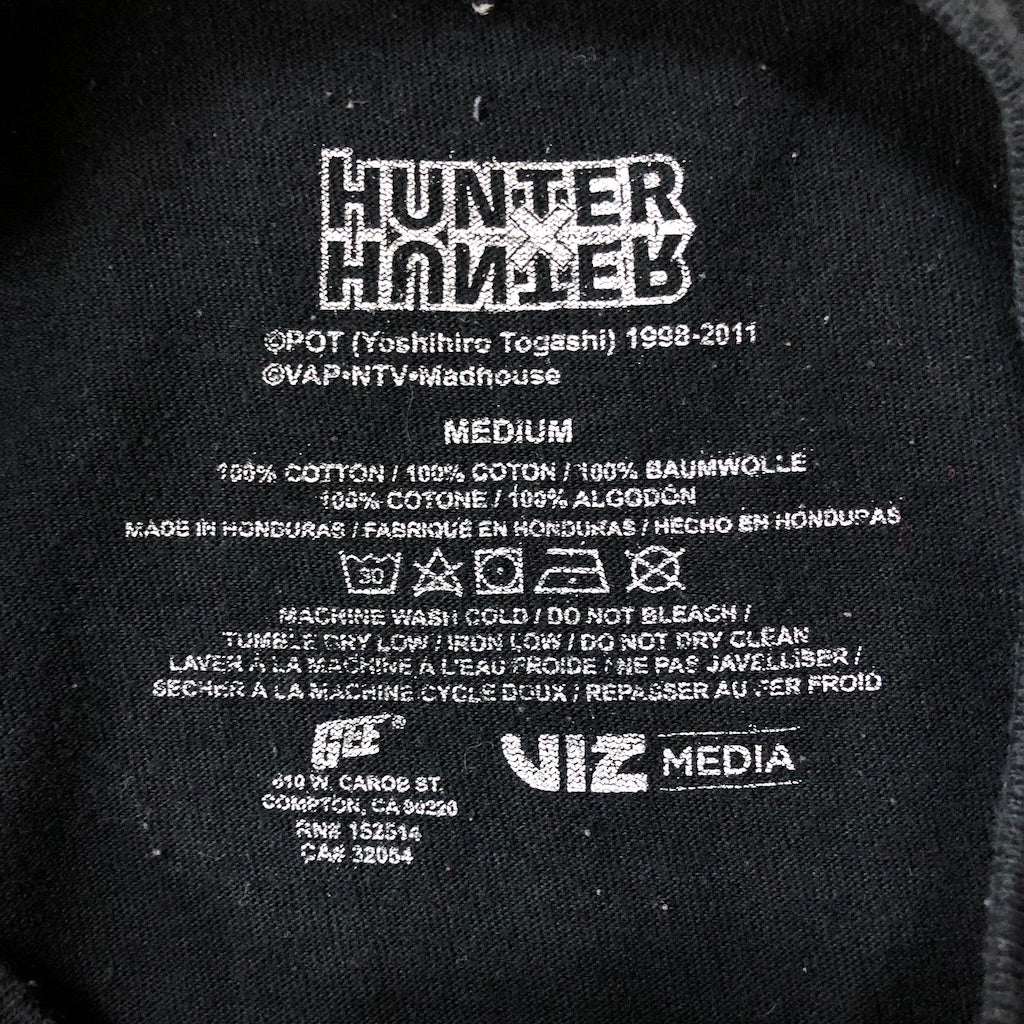 HUNTER
×
HUNTER
©POT (Yoshihiro Togashi) 1998-2011
©VAP•NTV•Madhouse
MEDIUM
100% COTTON / 100% COTON / 100% BAUMWOLLE
100% COTONE / 100% ALGODÓN
MADE IN HONDURAS / FABRIQUÉ EN HONDURAS / HECHO EN HONDURAS
30
MACHINE WASH COLD / DO NOT BLEACH /
TUMBLE DRY LOW / IRON LOW / DO NOT DRY CLEAN
LAVER À LA MACHINE À L'EAU FROIDE / NE PAS JAVELLISER /
SÉCHER À LA MACHINE CYCLE DOUX / REPASSER AU FER FROID
®
VIZ MEDIA
610 W. CAROB ST.
COMPTON, CA 90220
RN# 152514
CA# 32054